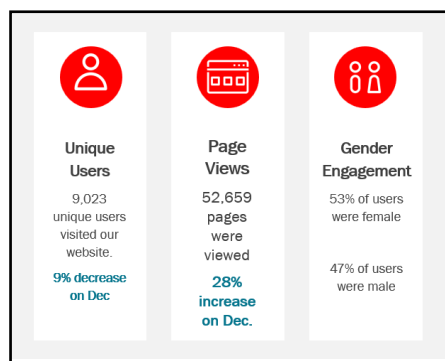 Unique
Users
9,023
unique users
visited our
website.
9% decrease
on Dec
Page
Views
52,659
pages
were
viewed
28%
increase
on Dec.
Gender
Engagement
53% of users
were female
47% of users
were male